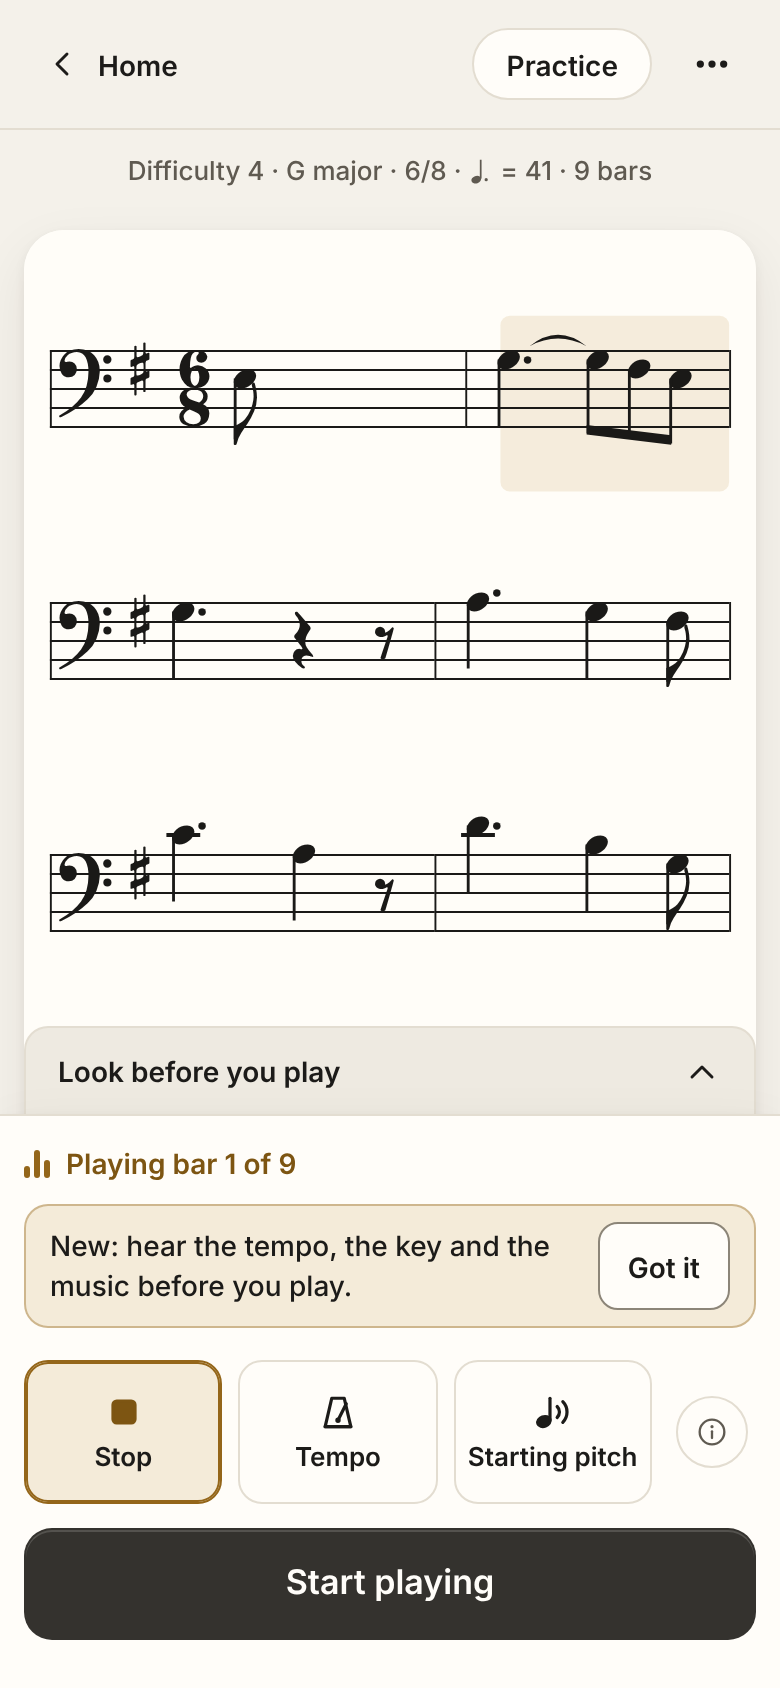 Home
Practice
Difficulty 4 · G major · 6/8 · ♩. = 41 · 9 bars
6
8
Look before you play
Playing bar 1 of 9
New: hear the tempo, the key and the
music before you play.
Got it
Stop
Tempo
Starting pitch
Start playing